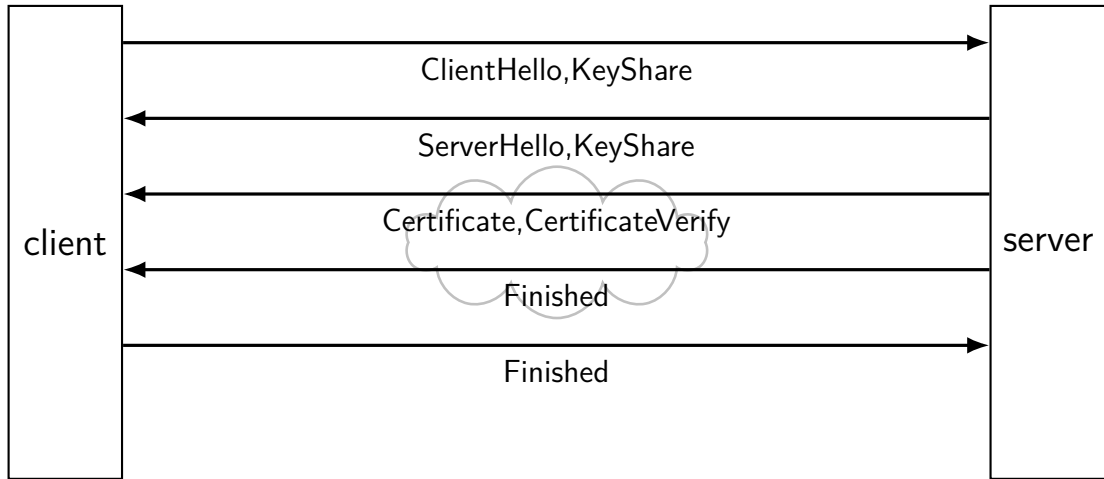 ClientHello,KeyShare
ServerHello,KeyShare
Certificate,CertificateVerify
client
server
Finished
Finished